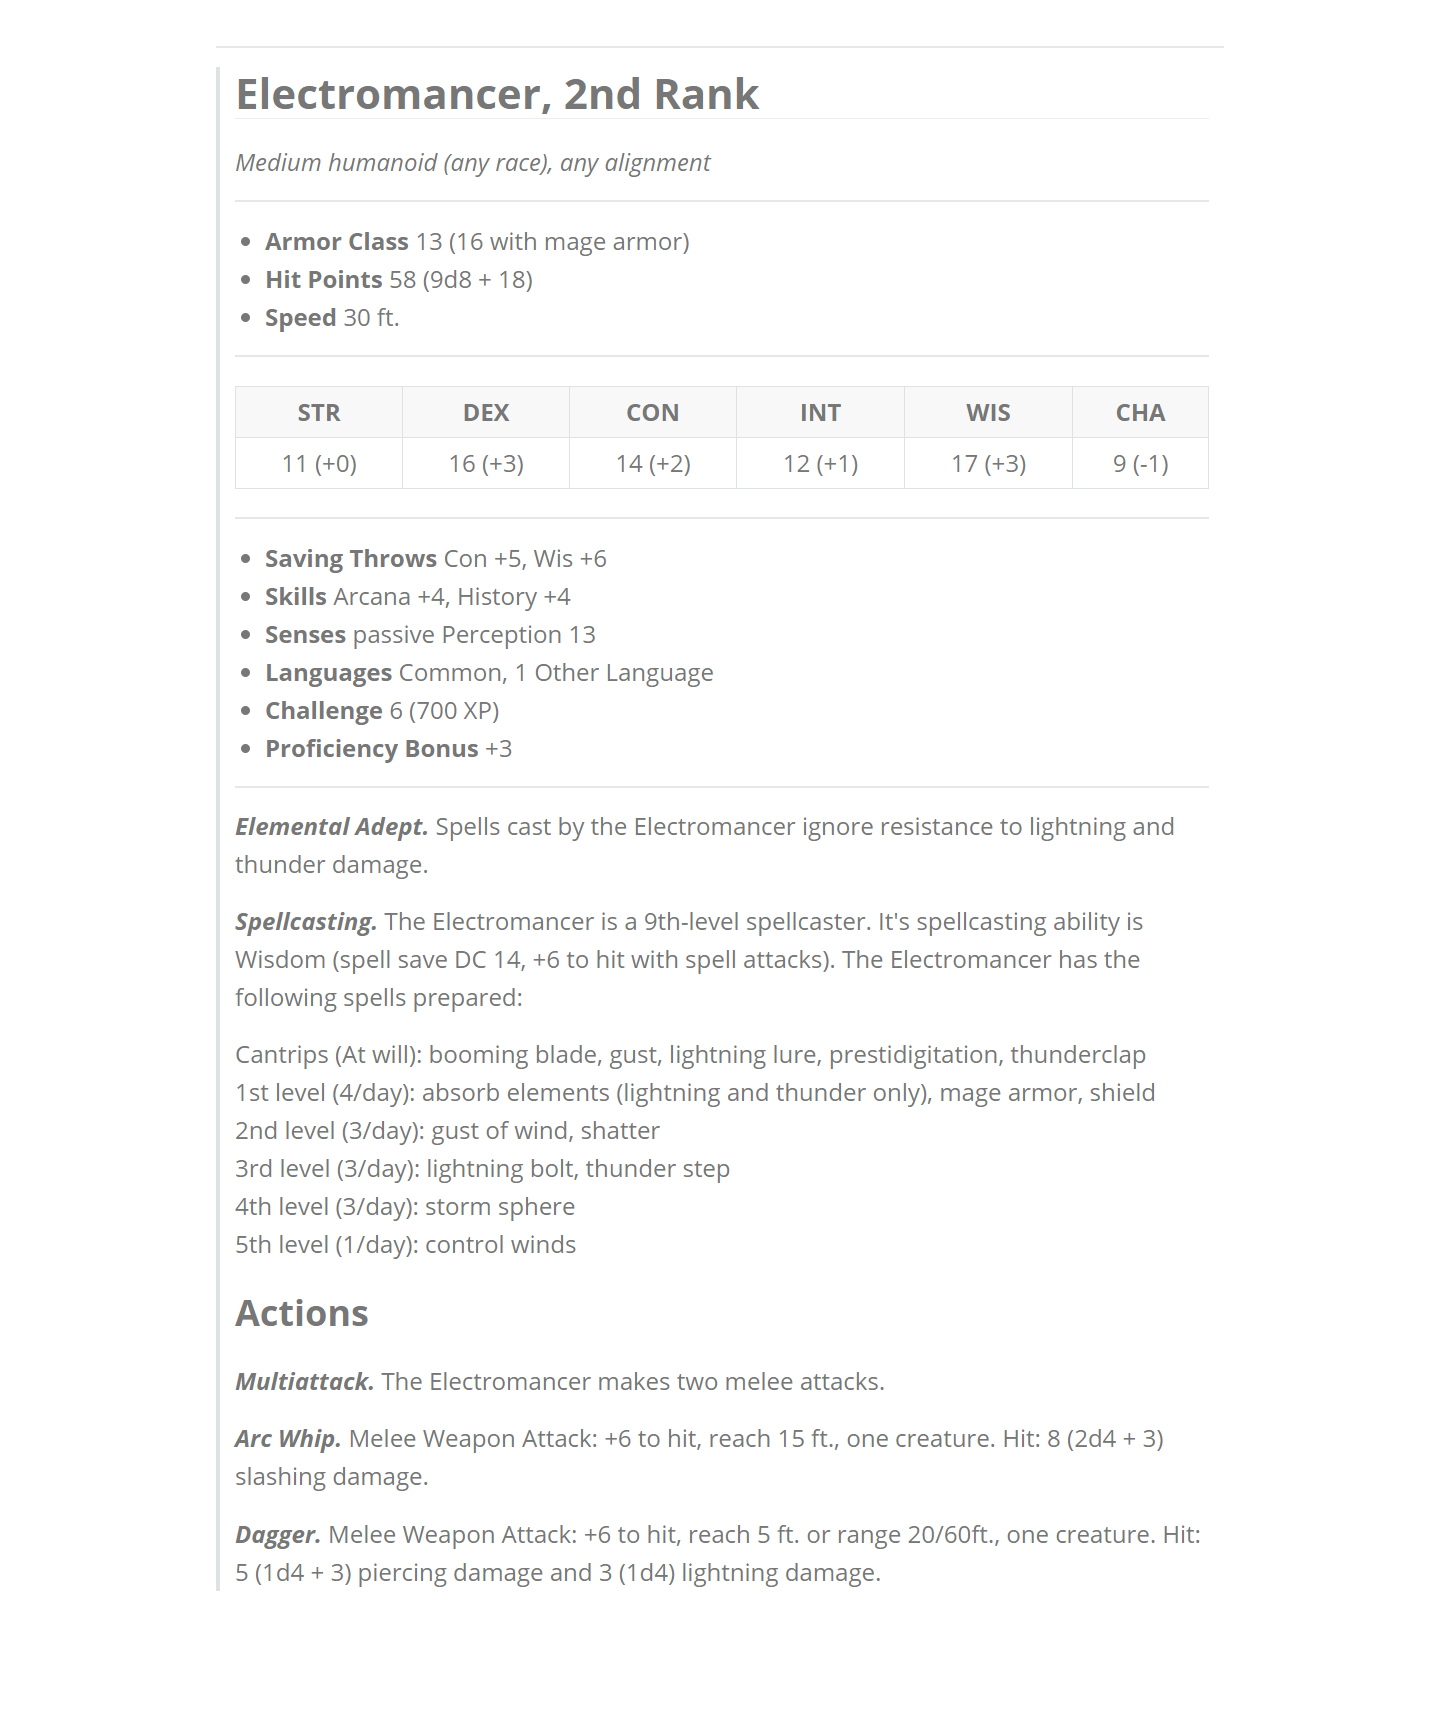 Electromancer, 2nd Rank
Medium humanoid (any race), any alignment
Armor Class 13 (16 with mage armor)
Hit Points 58 (9d8 + 18)
Speed 30 ft.
STR DEX CON INT WIS CHA
11 (+0) 16 (+3) 14 (+2) 12 (+1) 17 (+3) 9 (-1)
Saving Throws Con +5, Wis +6
Skills Arcana +4, History +4
Senses passive Perception 13
Languages Common, 1 Other Language
Challenge 6 (700 XP)
Proficiency Bonus +3
Elemental Adept. Spells cast by the Electromancer ignore resistance to lightning and
thunder damage.
Spellcasting. The Electromancer is a 9th-level spellcaster. It's spellcasting ability is
Wisdom (spell save DC 14, +6 to hit with spell attacks). The Electromancer has the
following spells prepared:
Cantrips (At will): booming blade, gust, lightning lure, prestidigitation, thunderclap
1st level (4/day): absorb elements (lightning and thunder only), mage armor, shield
2nd level (3/day): gust of wind, shatter
3rd level (3/day): lightning bolt, thunder step
4th level (3/day): storm sphere
5th level (1/day): control winds
Actions
Multiattack. The Electromancer makes two melee attacks.
Arc Whip. Melee Weapon Attack: +6 to hit, reach 15 ft., one creature. Hit: 8 (2d4 + 3)
slashing damage.
Dagger. Melee Weapon Attack: +6 to hit, reach 5 ft. or range 20/60ft., one creature. Hit:
5 (1d4 + 3) piercing damage and 3 (1d4) lightning damage.